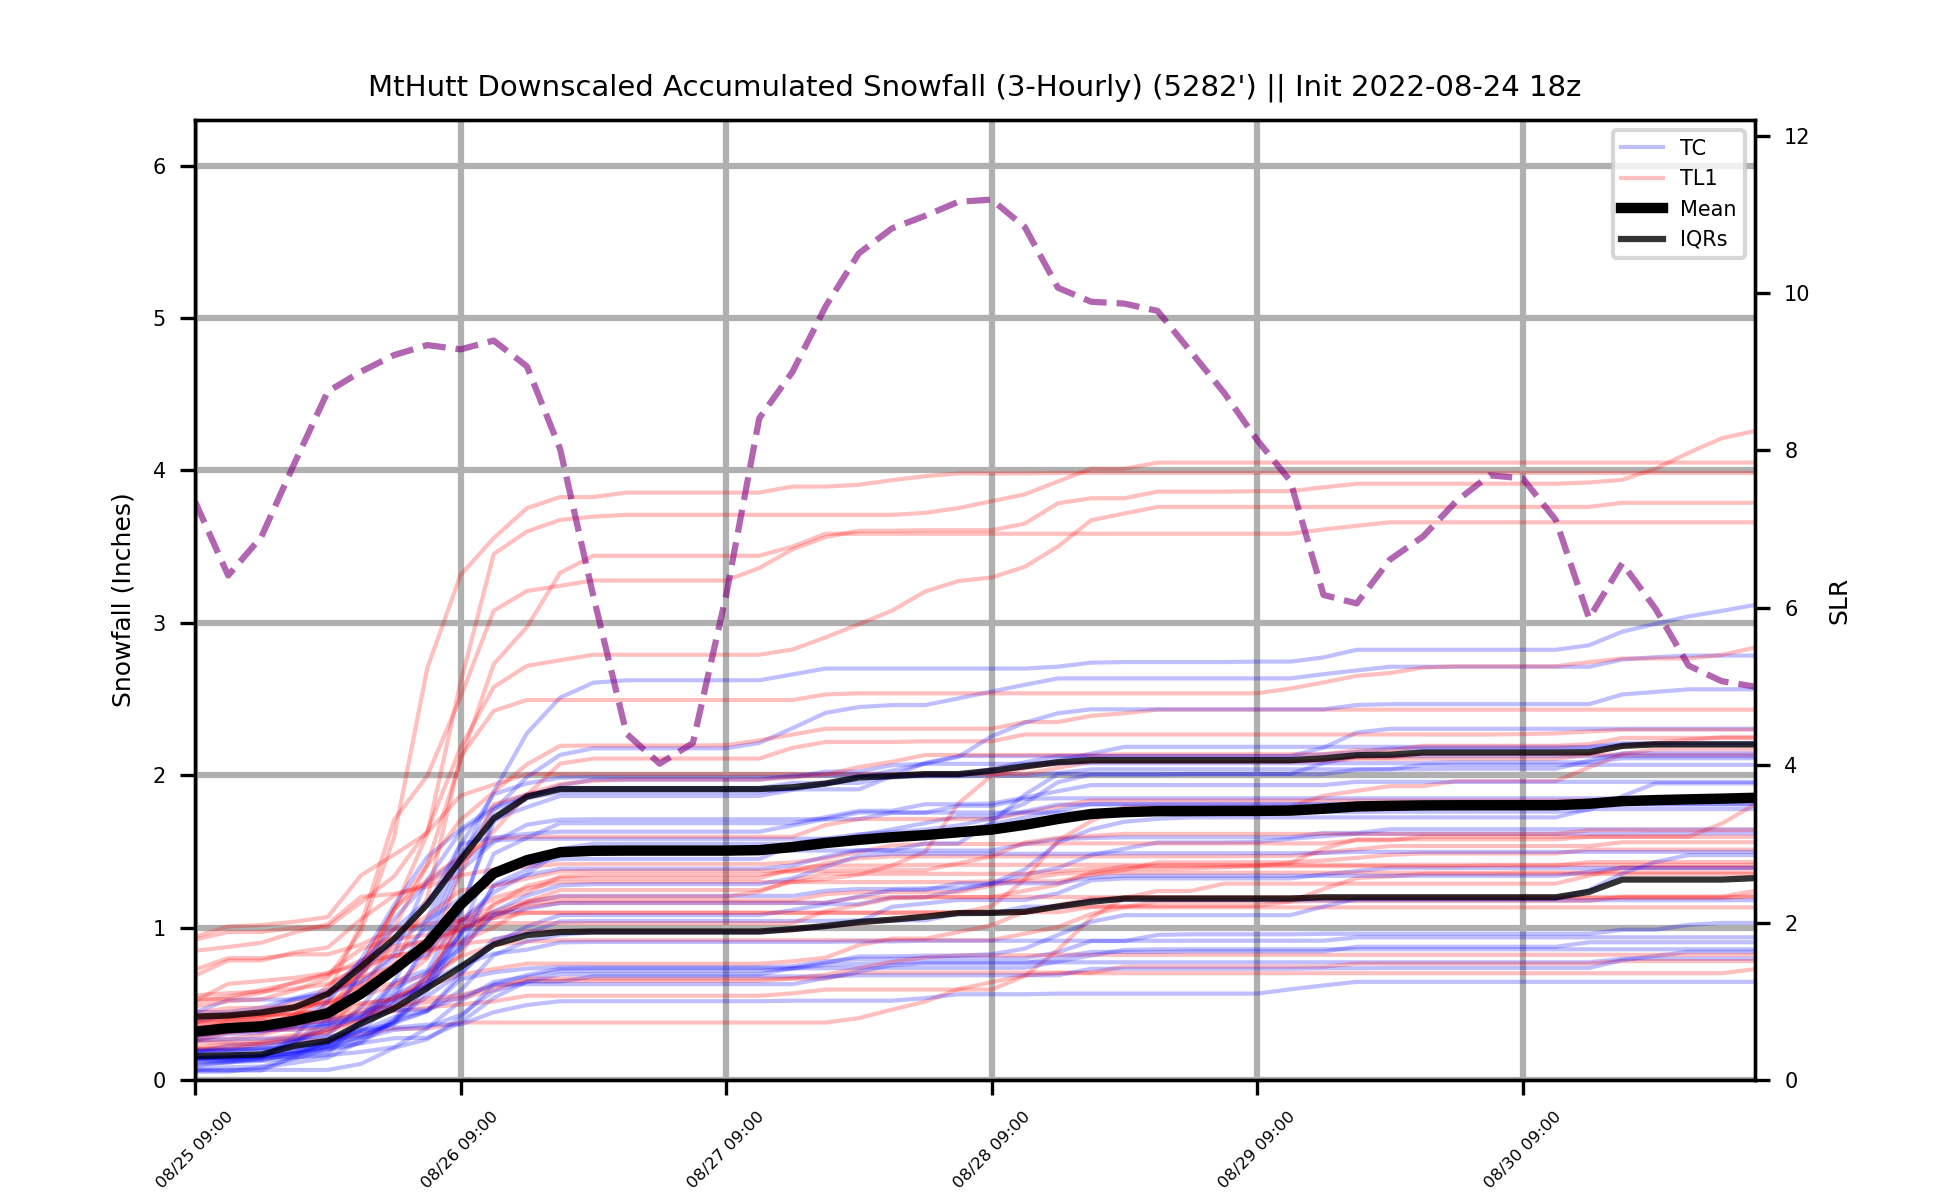 MtHutt Downscaled Accumulated Snowfall (3-Hourly) (5282') || Init 2022-08-24 18z
TC
TL1
Mean
IQRs
Snowfall (Inches)
6
5
4
3
2
1
0
SLR
12
10
8
6
4
2
0
08/25 09:00
08/26 09:00
08/27 09:00
08/28 09:00
08/29 09:00
08/30 09:00